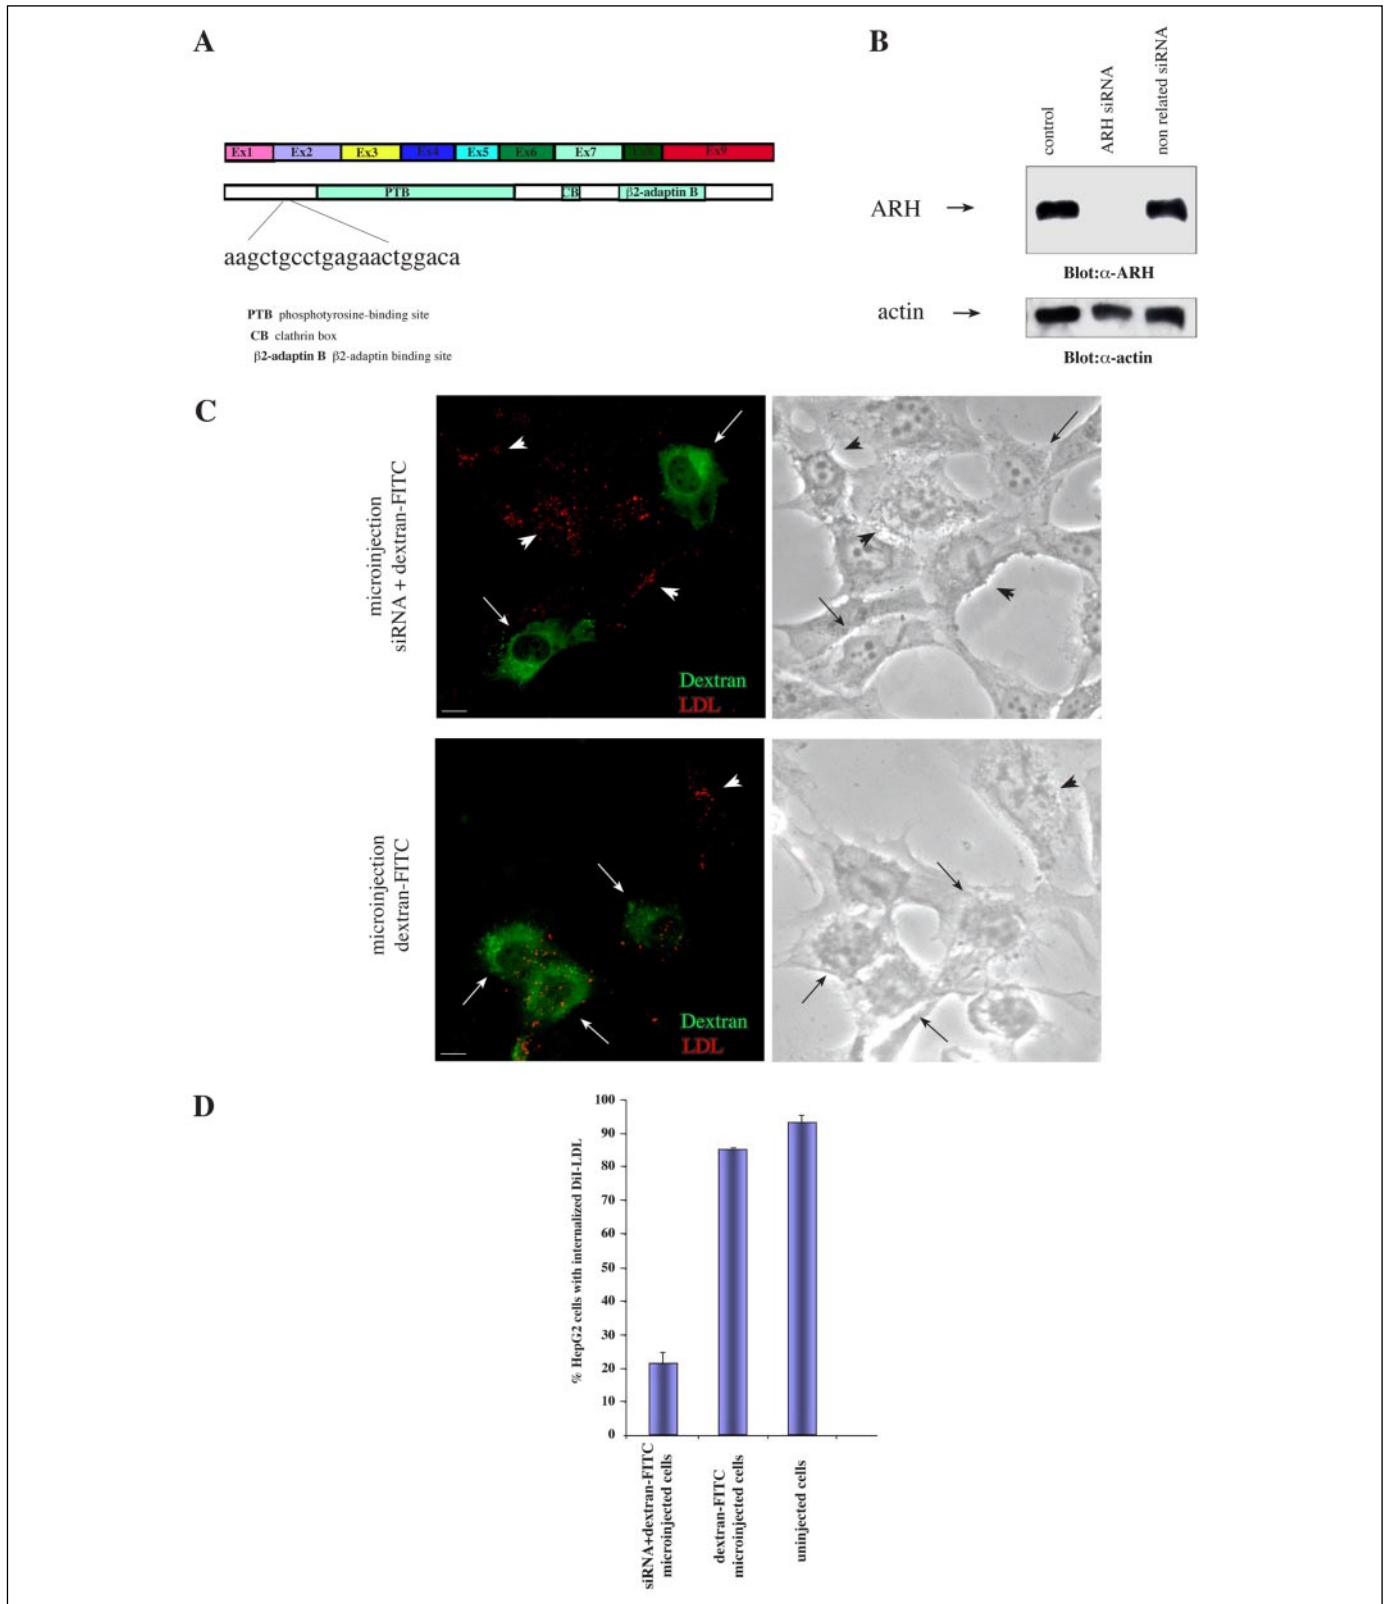 A
Ex1 Ex2 Ex3 Ex4 Ex5 Ex6 Ex7 Ex8 Ex9
PTB CB β2-adaptin B
aagctgcctgagaactggaca
PTB phosphotyrosine-binding site
CB clathrin box
β2-adaptin B β2-adaptin binding site
B
control
ARH siRNA
non related siRNA
ARH
Blot:α-ARH
actin
Blot:α-actin
C
microinjection
siRNA + dextran-FITC
Dextran
LDL
microinjection
dextran-FITC
Dextran
LDL
D
% HepG2 cells with internalized DiI-LDL
100
90
80
70
60
50
40
30
20
10
0
siRNA+dextran-FITC
microinjected cells
dextran-FITC
microinjected cells
uninjected cells